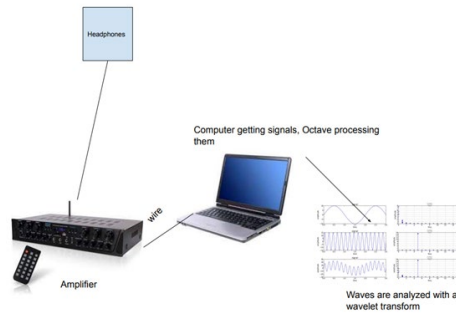 Headphones
Computer getting signals, Octave processing
them
wire
Amplifier
Waves are analyzed with a
wavelet transform